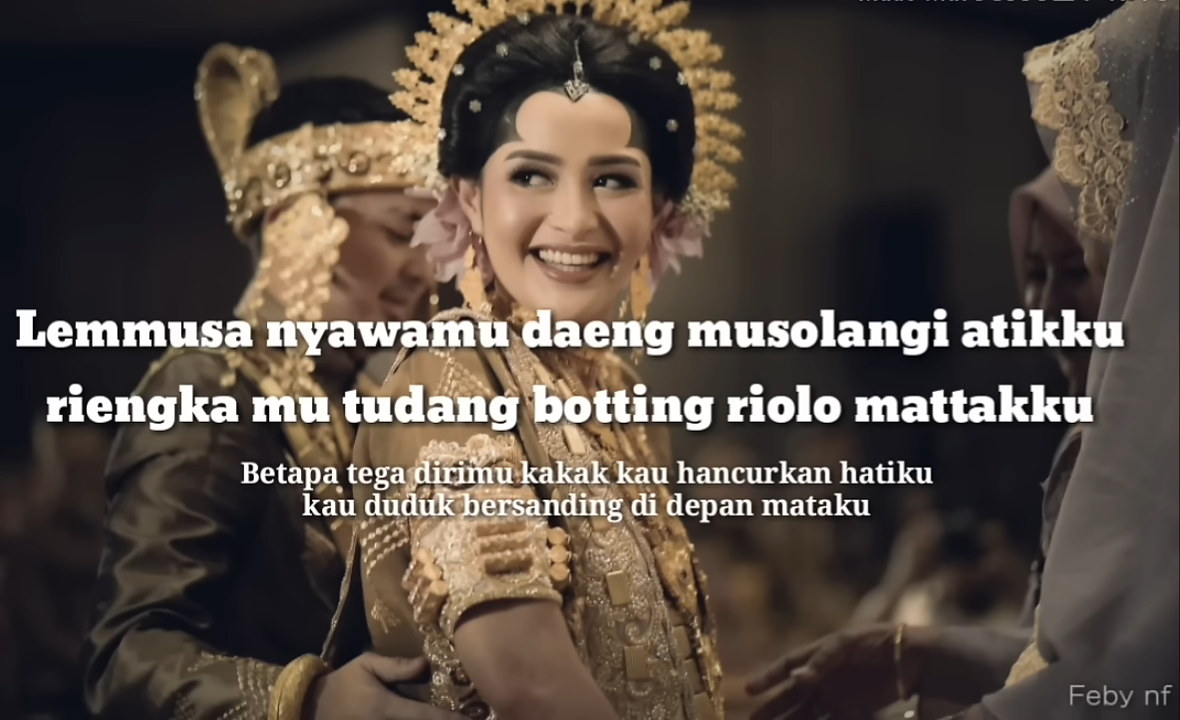 Lemmusa nyawamu daeng musolangi atikku
riengka mu tudang botting riolo mattakku
Betapa tega dirimu kakak kau hancurkan hatiku
kau duduk bersanding di depan mataku
Feby nf